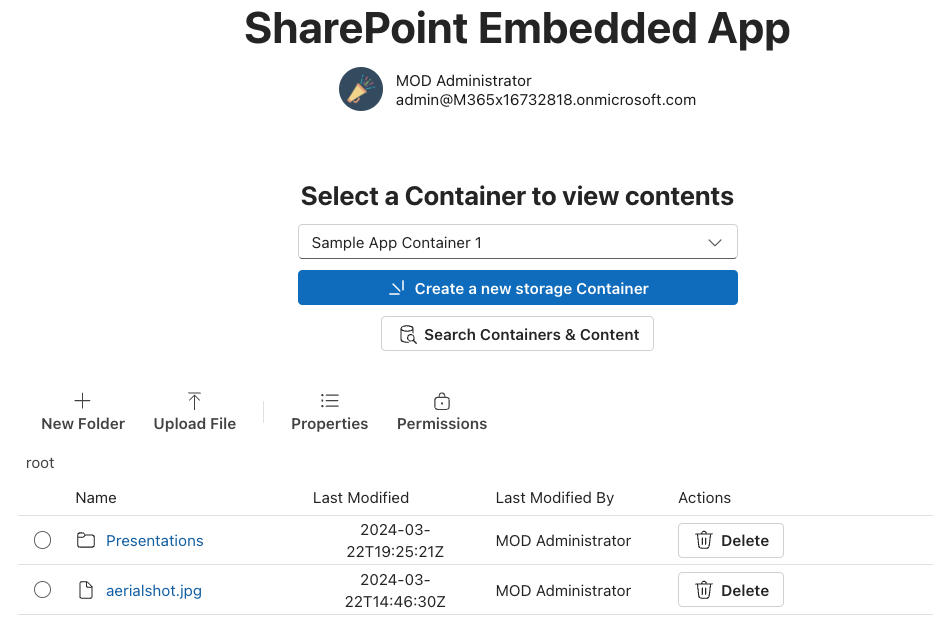 SharePoint Embedded App
MOD Administrator
admin@M365x16732818.onmicrosoft.com
Select a Container to view contents
Sample App Container 1
Create a new storage Container
Search Containers & Content
New Folder Upload File Properties Permissions
root
Name Last Modified Last Modified By Actions
2024-03-
Presentations MOD Administrator Delete
22T19:25:21Z
2024-03-
aerialshot.jpg MOD Administrator Delete
22T14:46:30Z